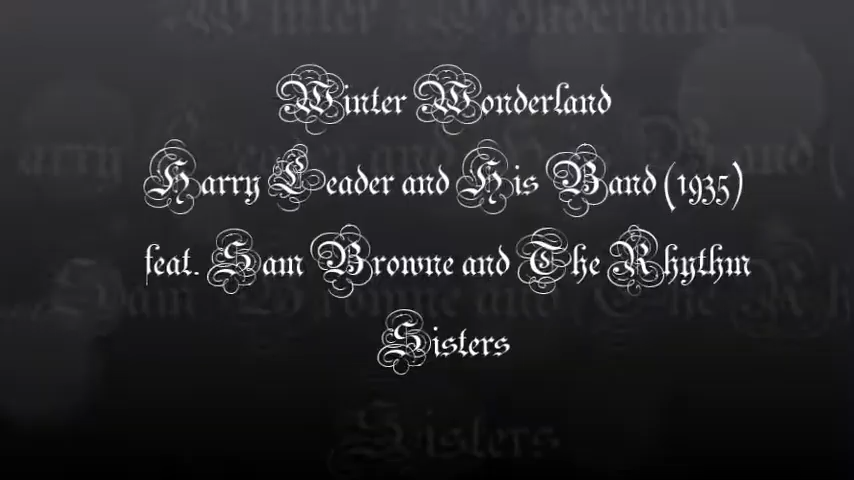 Winter Wonderland
Harry Leader and His Band (1935)
feat. Sam Browne and The Rhythm
Sisters